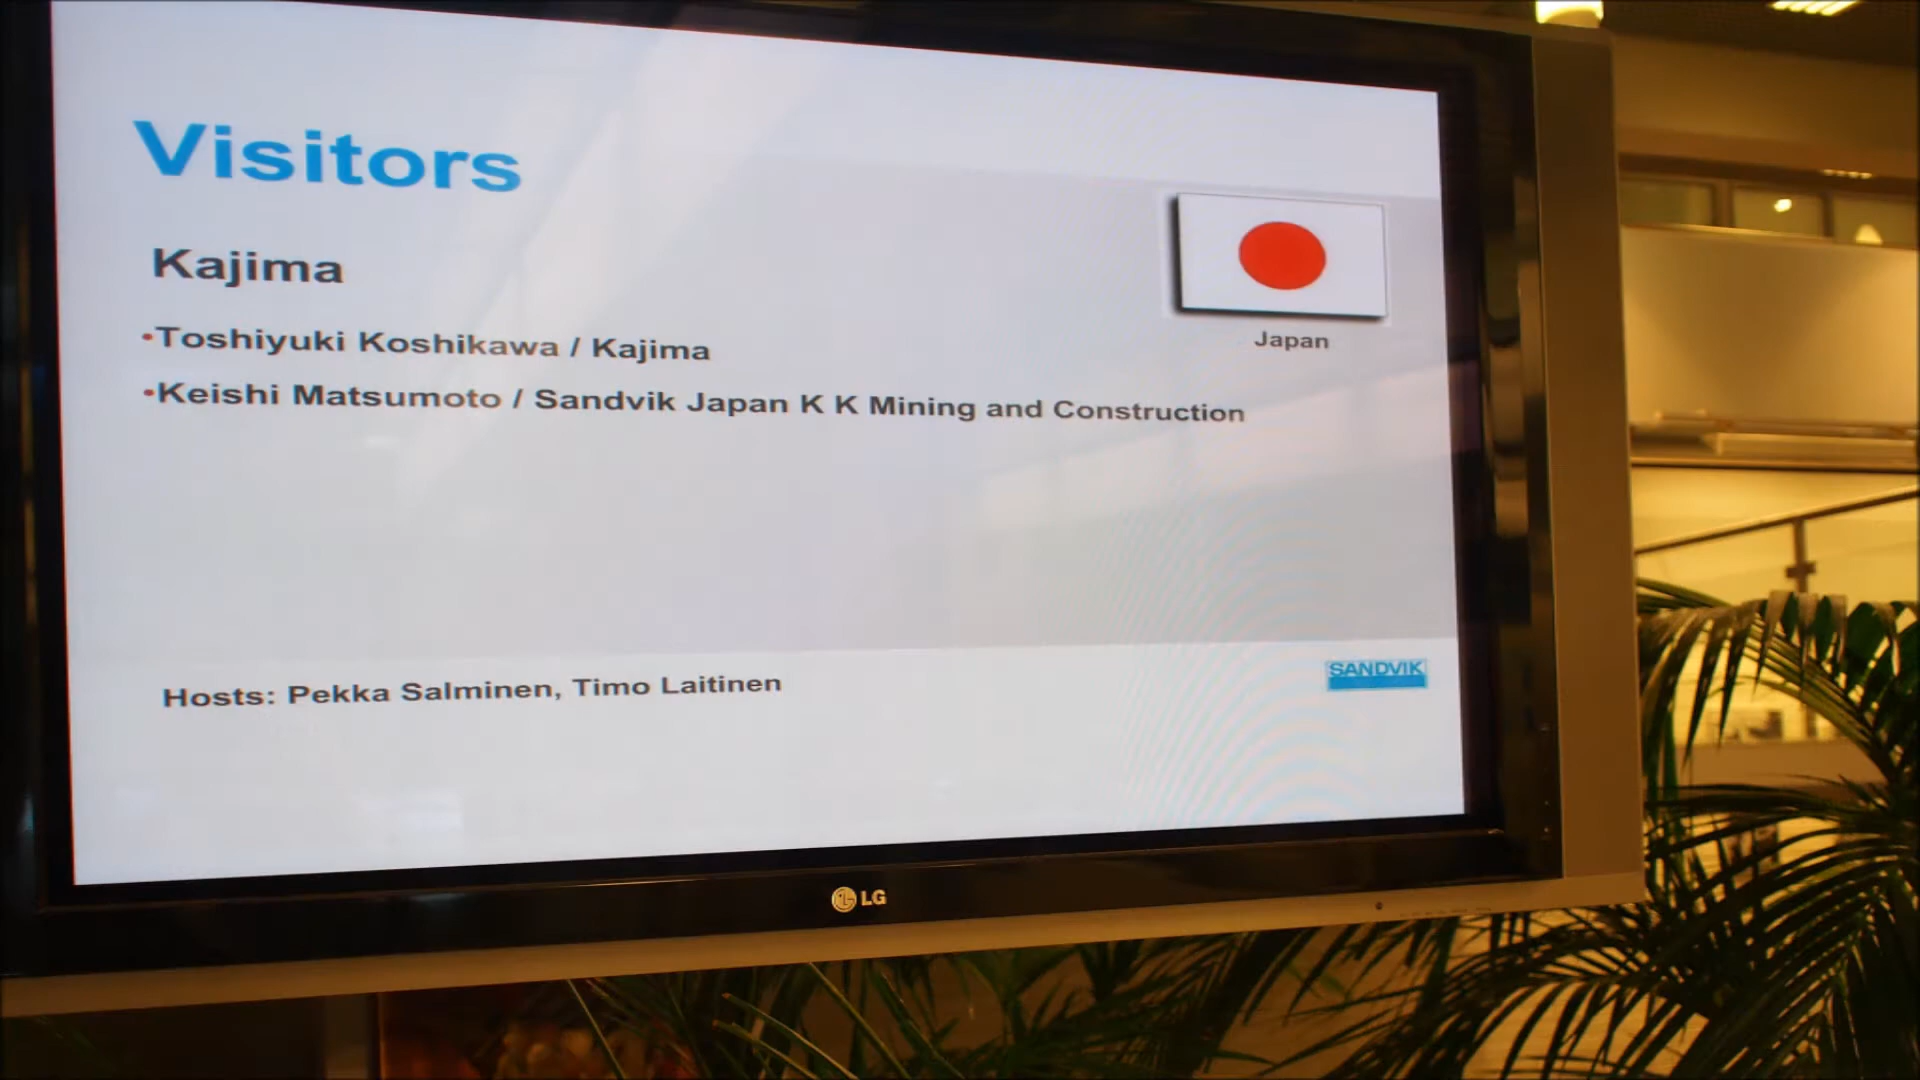 Visitors
Kajima
•Toshiyuki Koshikawa / Kajima
•Keishi Matsumoto / Sandvik Japan K K Mining and Construction
Japan
Hosts: Pekka Salminen, Timo Laitinen
SANDVIK
LG